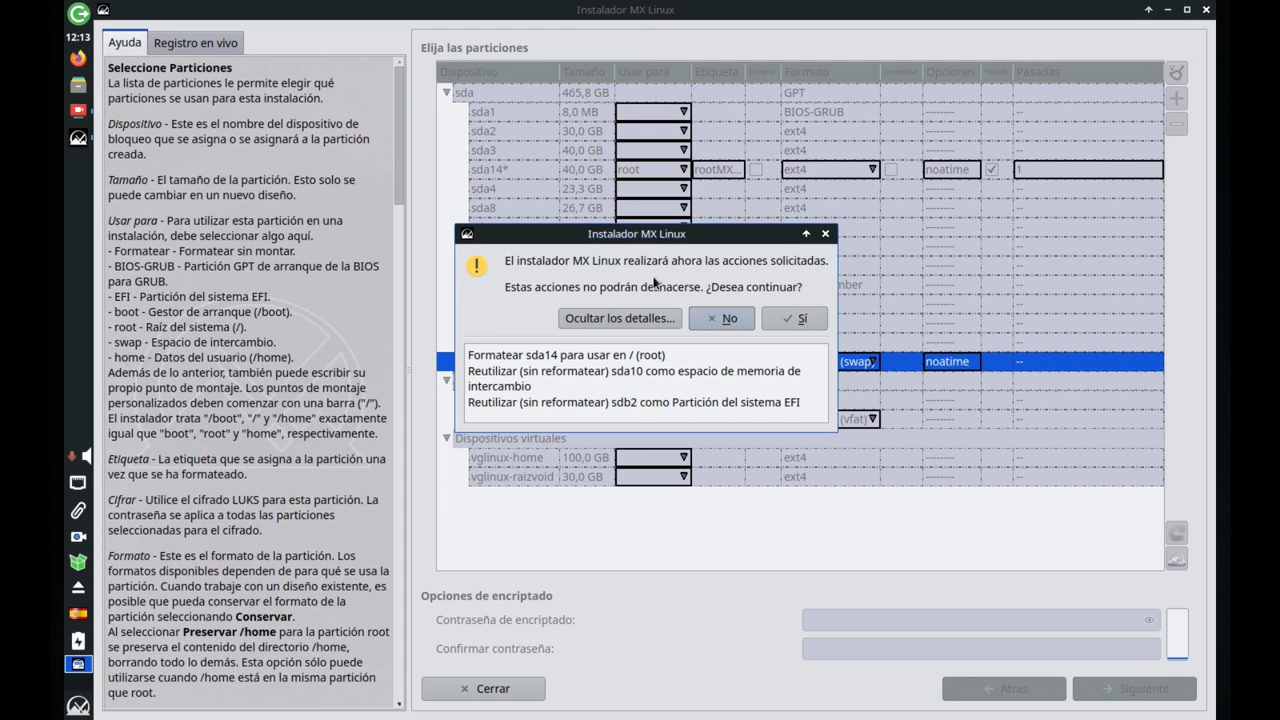 Instalador MX Linux
12:13
Ayuda
Registro en vivo
Seleccione Particiones
La lista de particiones le permite elegir qué
particiones se usan para esta instalación.
Dispositivo - Este es el nombre del dispositivo de
bloqueo que se asigna o se asignará a la partición
creada.
Tamaño - El tamaño de la partición. Esto solo se
puede cambiar en un nuevo diseño.
Usar para - Para utilizar esta partición en una
instalación, debe seleccionar algo aquí.
- Formatear - Formatear sin montar.
- BIOS-GRUB - Partición GPT de arranque de la BIOS
para GRUB.
- EFI - Partición del sistema EFI.
- boot - Gestor de arranque (/boot).
- root - Raíz del sistema (/).
- swap - Espacio de intercambio.
- home - Datos del usuario (/home).
Además de lo anterior, también puede escribir su
propio punto de montaje. Los puntos de montaje
personalizados deben comenzar con una barra ("/").
El instalador trata "/boot", "/" y "/home" exactamente
igual que "boot", "root" y "home", respectivamente.
Etiqueta - La etiqueta que se asigna a la partición una
vez que se ha formateado.
Cifrar - Utilice el cifrado LUKS para esta partición. La
contraseña se aplica a todas las particiones
seleccionadas para el cifrado.
Formato - Este es el formato de la partición. Los
formatos disponibles dependen de para qué se usa la
partición. Cuando trabaje con un diseño existente, es
posible que pueda conservar el formato de la
partición seleccionando Conservar.
Al seleccionar Preservar /home para la partición root
se preserva el contenido del directorio /home,
borrando todo lo demás. Esta opción sólo puede
utilizarse cuando /home está en la misma partición
que root.
Elija las particiones
Dispositivo Tamaño Usar para Etiqueta Formato Opciones Pasadas
sda 465,8 GB GPT
sda1 8,0 MB BIOS-GRUB ------- --
sda2 30,0 GB ext4 ------- --
sda3 40,0 GB ext4 ------- --
sda14* 40,0 GB root rootMX... ext4 noatime 1
sda4 23,3 GB ext4 ------- --
sda8 26,7 GB ext4 ------- --
Instalador MX Linux
El instalador MX Linux realizará ahora las acciones solicitadas.
Estas acciones no podrán deshacerse. ¿Desea continuar?
Ocultar los detalles... No Sí
Formatear sda14 para usar en / (root)
Reutilizar (sin reformatear) sda10 como espacio de memoria de
intercambio
Reutilizar (sin reformatear) sdb2 como Partición del sistema EFI
(swap) noatime --
(vfat)
Dispositivos virtuales
vglinux-home 100,0 GB ext4 ------- --
vglinux-raizvoid 30,0 GB ext4 ------- --
Opciones de encriptado
Contraseña de encriptado:
Confirmar contraseña:
Cerrar
Atras
Siguiente